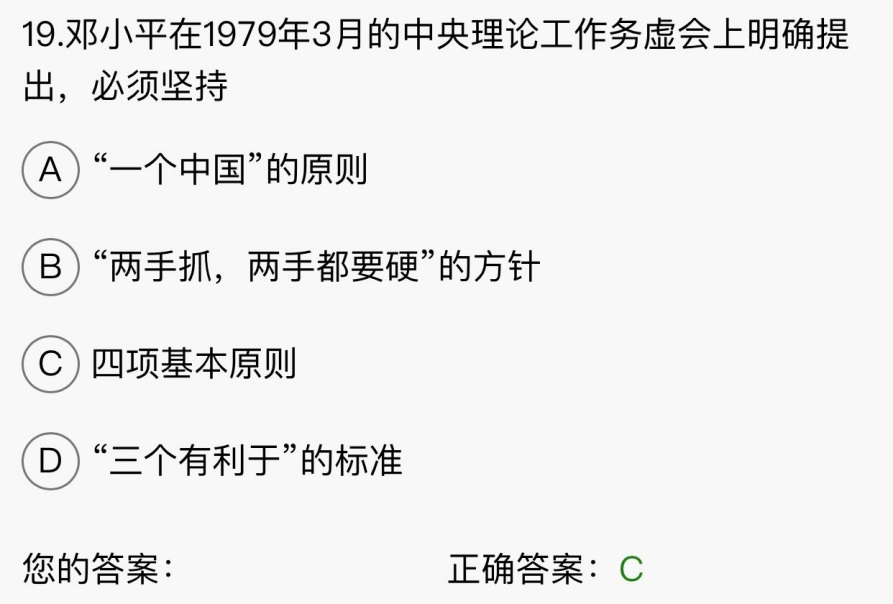 19.邓小平在1979年3月的中央理论工作务虚会上明确提
出，必须坚持
A “一个中国”的原则
B “两手抓，两手都要硬”的方针
C 四项基本原则
D “三个有利于”的标准
您的答案： 正确答案：C